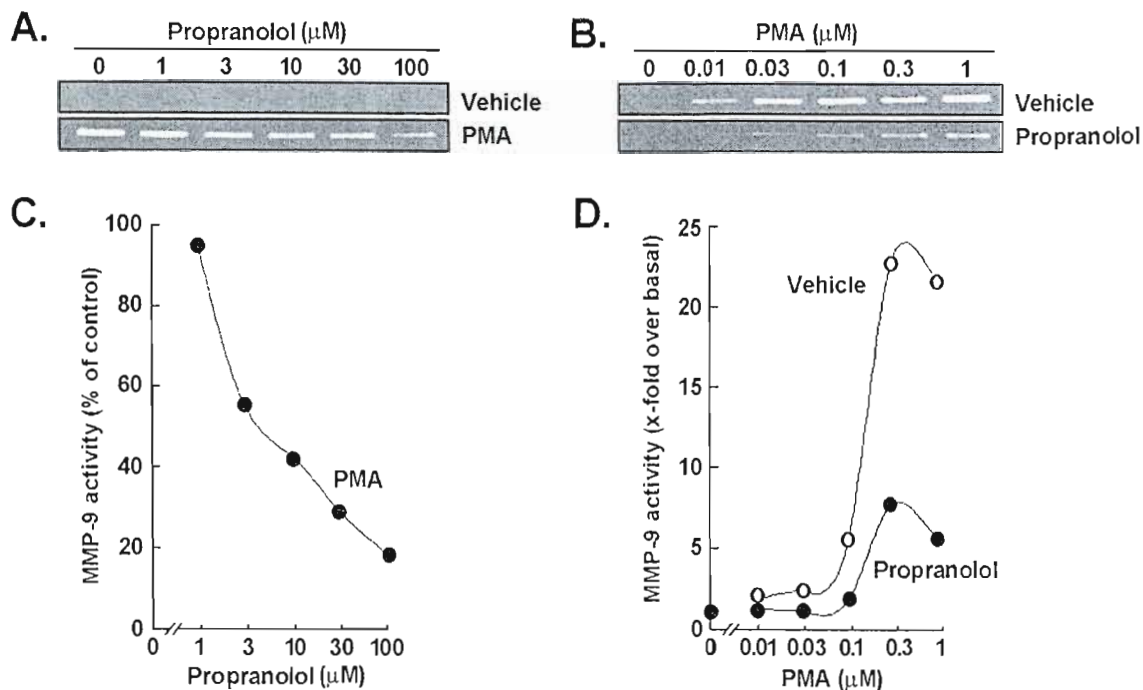 A.
Propranolol (μM)
0 1 3 10 30 100
Vehicle
PMA
B.
PMA (μM)
0 0.01 0.03 0.1 0.3 1
Vehicle
Propranolol
C.
MMP-9 activity (% of control)
100
80
60
40
20
0
PMA
0 1 3 10 30 100
Propranolol (μM)
D.
MMP-9 activity (x-fold over basal)
25
20
15
10
5
0
Vehicle
Propranolol
0 0.01 0.03 0.1 0.3 1
PMA (μM)